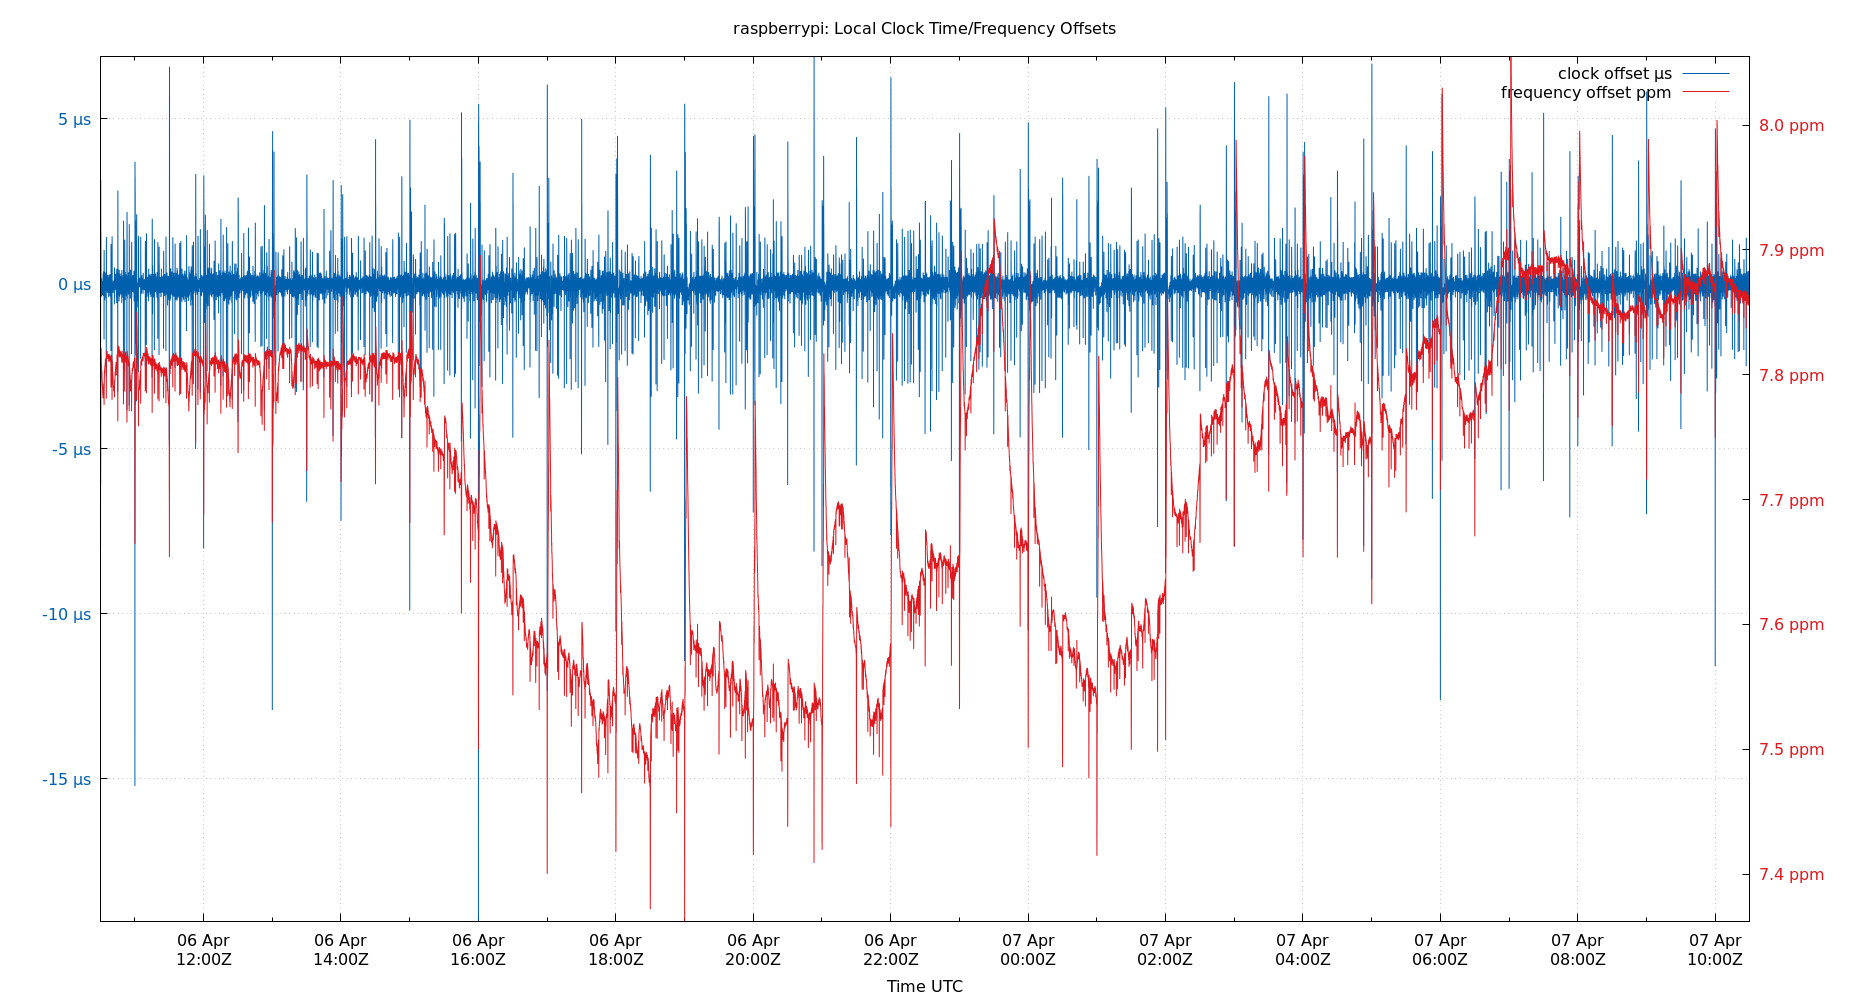 raspberrypi: Local Clock Time/Frequency Offsets
clock offset µs
frequency offset ppm
5 µs
0 µs
-5 µs
-10 µs
-15 µs
8.0 ppm
7.9 ppm
7.8 ppm
7.7 ppm
7.6 ppm
7.5 ppm
7.4 ppm
06 Apr 06 Apr 06 Apr 06 Apr 06 Apr 06 Apr 07 Apr 07 Apr 07 Apr 07 Apr 07 Apr 07 Apr
12:00Z 14:00Z 16:00Z 18:00Z 20:00Z 22:00Z 00:00Z 02:00Z 04:00Z 06:00Z 08:00Z 10:00Z
Time UTC